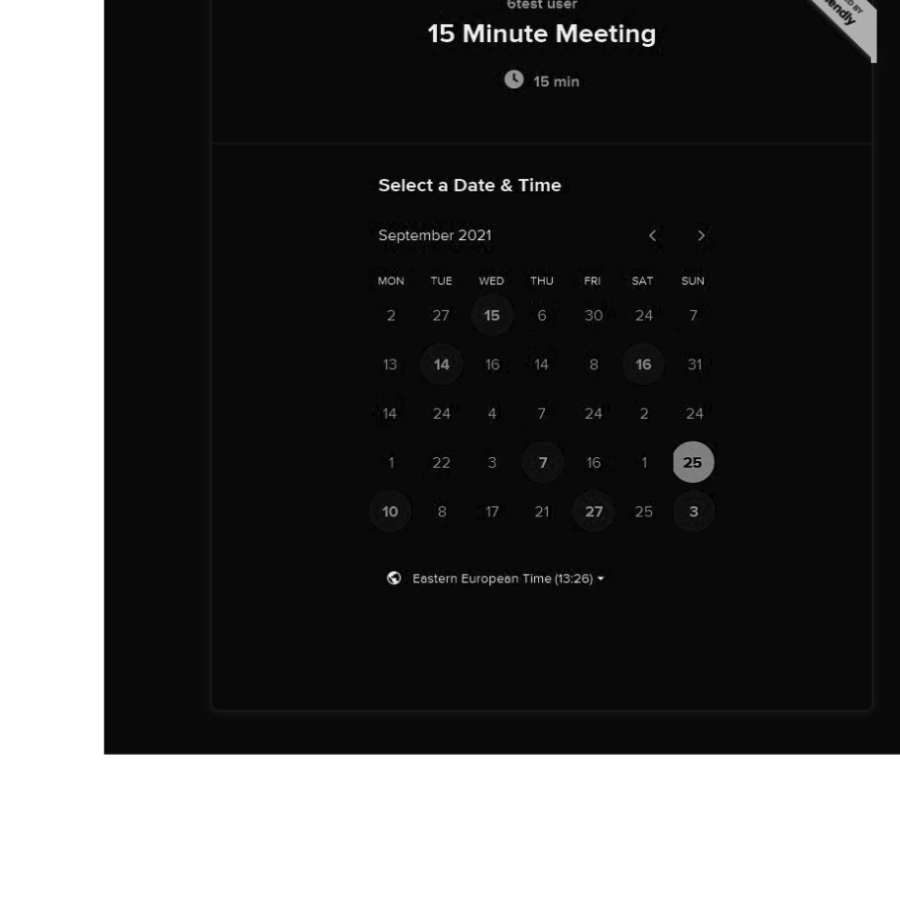 6test user
15 Minute Meeting
15 min
Select a Date & Time
September 2021
MON TUE WED THU FRI SAT SUN
2 27 15 6 30 24 7
13 14 16 14 8 16 31
14 24 4 7 24 2 24
1 22 3 7 16 1 25
10 8 17 21 27 25 3
Eastern European Time (13:26)